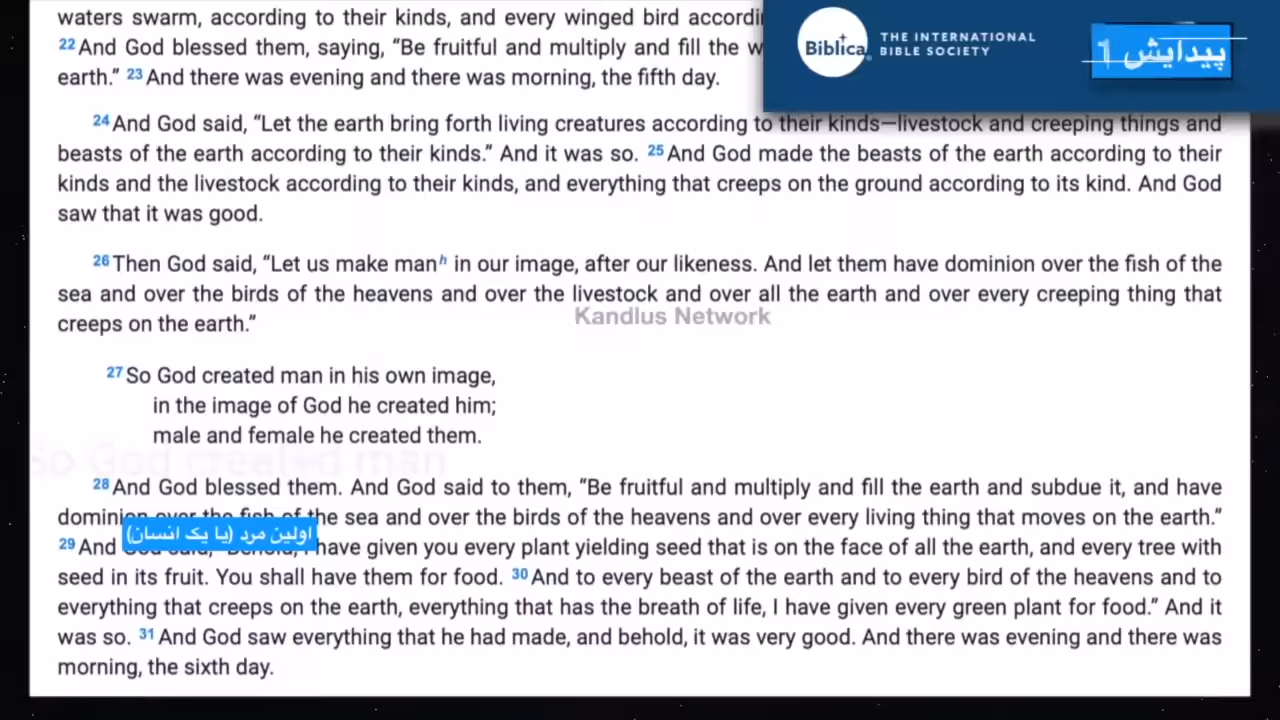 waters swarm, according to their kinds, and every winged bird
22 And God blessed them, saying, “Be fruitful and multiply and fill the
earth.” 23 And there was evening and there was morning, the fifth day.
Biblica
THE INTERNATIONAL
BIBLE SOCIETY
پیدایش 1
24 And God said, “Let the earth bring forth living creatures according to their kinds—livestock and creeping things and
beasts of the earth according to their kinds.” And it was so. 25 And God made the beasts of the earth according to their
kinds and the livestock according to their kinds, and everything that creeps on the ground according to its kind. And God
saw that it was good.
26 Then God said, “Let us make man h in our image, after our likeness. And let them have dominion over the fish of the
sea and over the birds of the heavens and over the livestock and over all the earth and over every creeping thing that
creeps on the earth.”
Kandlus Network
27 So God created man in his own image,
in the image of God he created him;
male and female he created them.
So God created man
28 And God blessed them. And God said to them, “Be fruitful and multiply and fill the earth and subdue it, and have
dominion over the fish of the sea and over the birds of the heavens and over every living thing that moves on the earth.”
اولین مرد (یا یک انسان)
29 And God said, “Behold, I have given you every plant yielding seed that is on the face of all the earth, and every tree with
seed in its fruit. You shall have them for food. 30 And to every beast of the earth and to every bird of the heavens and to
everything that creeps on the earth, everything that has the breath of life, I have given every green plant for food.” And it
was so. 31 And God saw everything that he had made, and behold, it was very good. And there was evening and there was
morning, the sixth day.